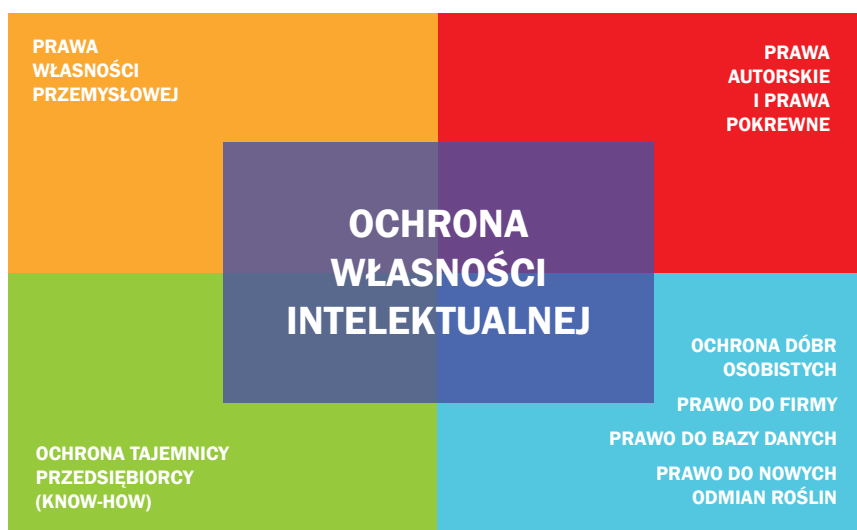 PRAWA
WŁASNOŚCI
PRZEMYSŁOWEJ
PRAWA
AUTORSKIE
I PRAWA
POKREWNE
OCHRONA
WŁASNOŚCI
INTELEKTUALNEJ
OCHRONA TAJEMNICY
PRZEDSIĘBIORCY
(KNOW-HOW)
OCHRONA DÓBR
OSOBISTYCH
PRAWO DO FIRMY
PRAWO DO BAZY DANYCH
PRAWO DO NOWYCH
ODMIAN ROŚLIN